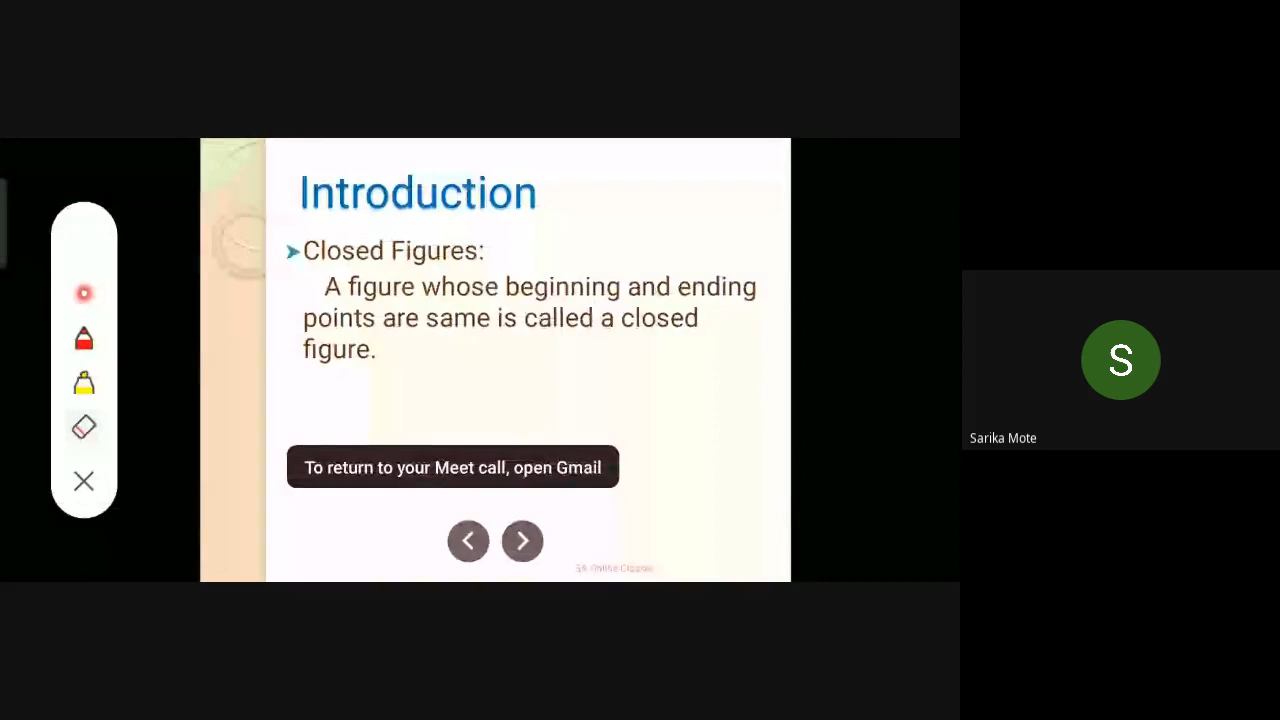 Introduction
➤Closed Figures:
A figure whose beginning and ending
points are same is called a closed
figure.
To return to your Meet call, open Gmail
S
Sarika Mote